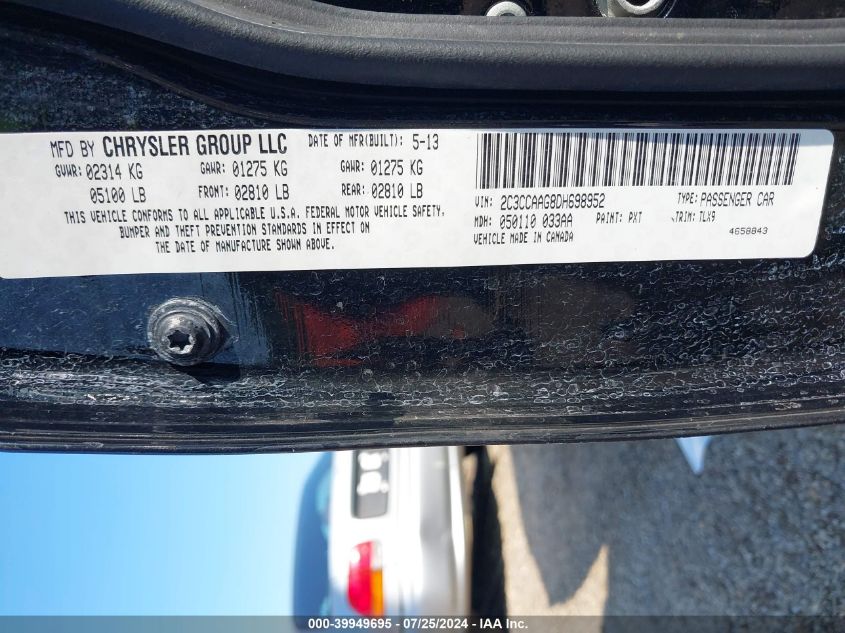 MFD BY CHRYSLER GROUP LLC DATE OF MFR(BUILT): 5-13
GVWR: 02314 KG GAWR: 01275 KG GAWR: 01275 KG
05100 LB FRONT: 02810 LB REAR: 02810 LB
THIS VEHICLE CONFORMS TO ALL APPLICABLE U.S.A. FEDERAL MOTOR VEHICLE SAFETY,
BUMPER AND THEFT PREVENTION STANDARDS IN EFFECT ON
THE DATE OF MANUFACTURE SHOWN ABOVE.
VIN: 2C3CCAAG8DH698952 TYPE: PASSENGER CAR
MDH: 050110 033AA PAINT: PXT TRIM: TLX9
VEHICLE MADE IN CANADA 4658843
000-39949695 - 07/25/2024 - IAA Inc.